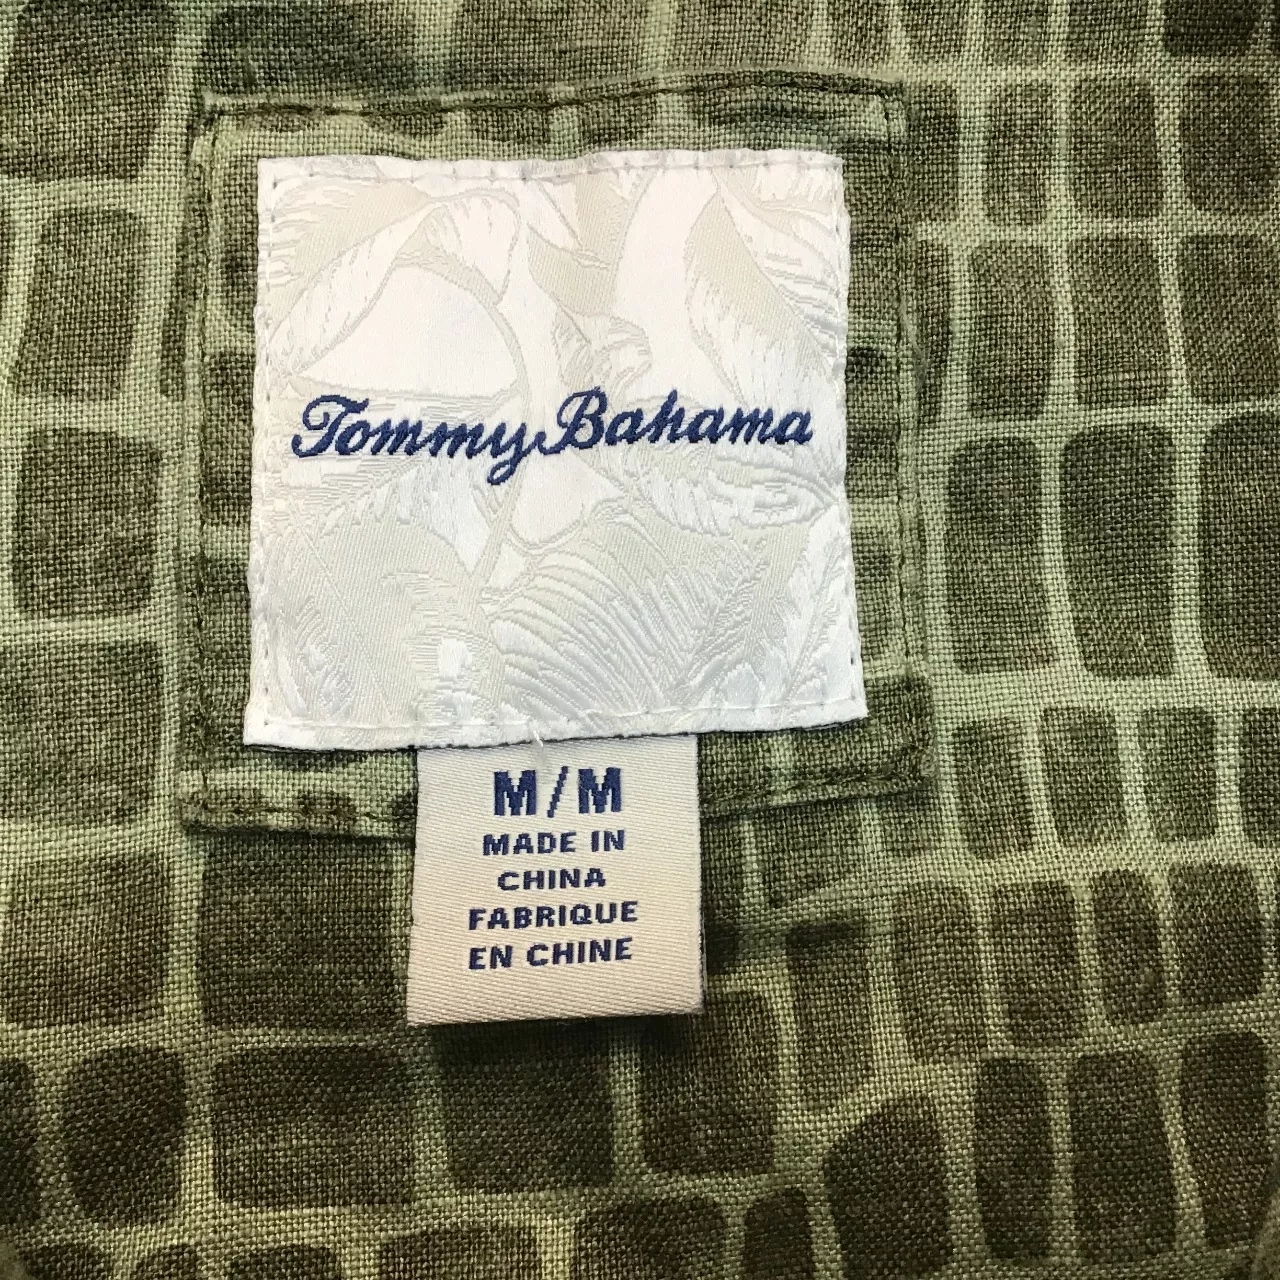 Tommy Bahama
M/M
MADE IN
CHINA
FABRIQUE
EN CHINE